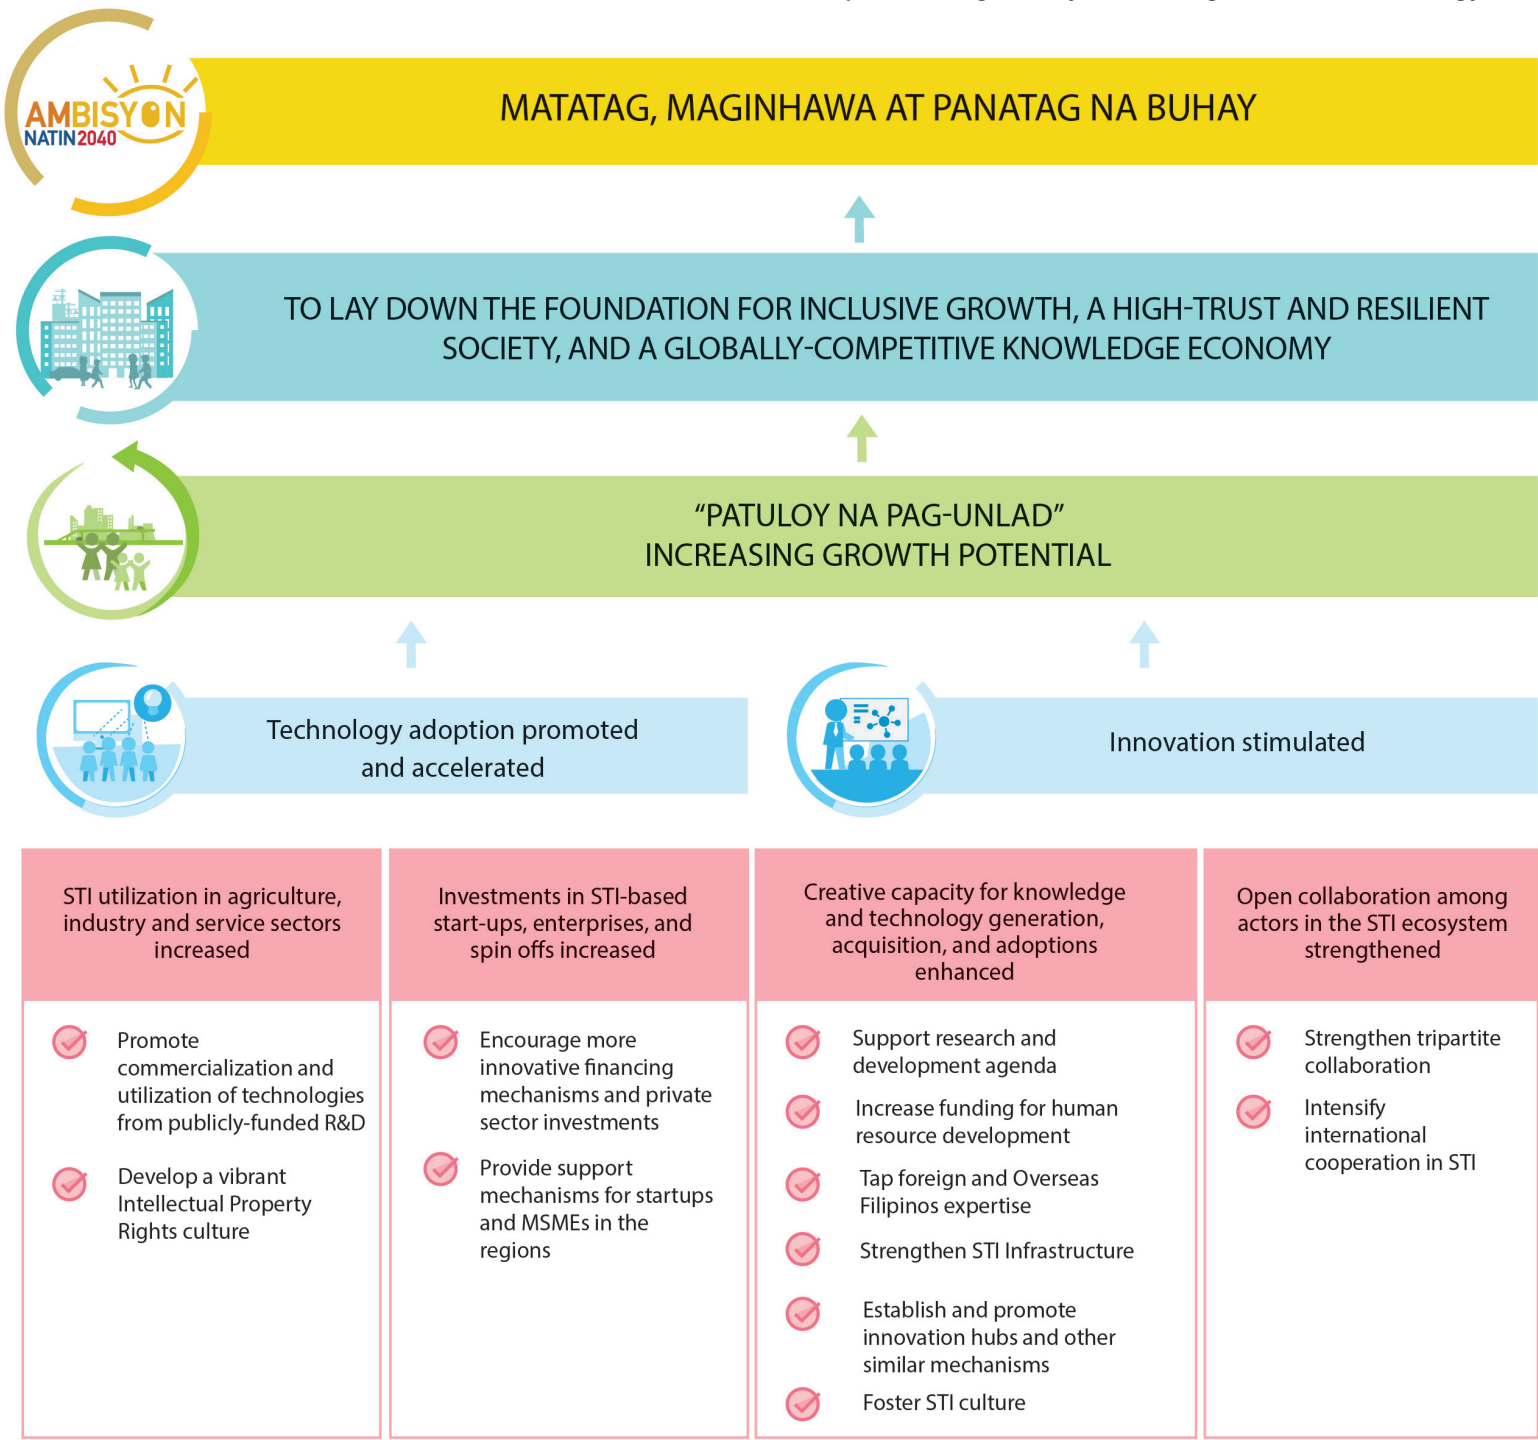 AMBISYON
NATIN 2040
MATATAG, MAGINHAWA AT PANATAG NA BUHAY
TO LAY DOWN THE FOUNDATION FOR INCLUSIVE GROWTH, A HIGH-TRUST AND RESILIENT
SOCIETY, AND A GLOBALLY-COMPETITIVE KNOWLEDGE ECONOMY
“PATULOY NA PAG-UNLAD”
INCREASING GROWTH POTENTIAL
Technology adoption promoted
and accelerated
Innovation stimulated
STI utilization in agriculture,
industry and service sectors
increased
Promote
commercialization and
utilization of technologies
from publicly-funded R&D
Develop a vibrant
Intellectual Property
Rights culture
Investments in STI-based
start-ups, enterprises, and
spin offs increased
Encourage more
innovative financing
mechanisms and private
sector investments
Provide support
mechanisms for startups
and MSMEs in the
regions
Creative capacity for knowledge
and technology generation,
acquisition, and adoptions
enhanced
Support research and
development agenda
Increase funding for human
resource development
Tap foreign and Overseas
Filipinos expertise
Strengthen STI Infrastructure
Establish and promote
innovation hubs and other
similar mechanisms
Foster STI culture
Open collaboration among
actors in the STI ecosystem
strengthened
Strengthen tripartite
collaboration
Intensify
international
cooperation in STI